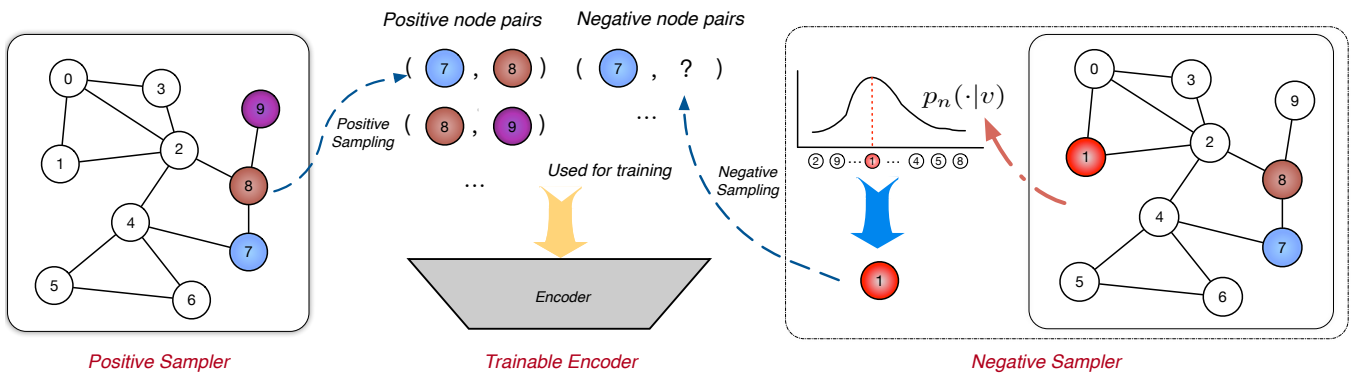 Positive node pairs
Negative node pairs
( 7 , 8 )
( 7 , ? )
( 8 , 9 )
...
...
Positive
Sampling
Used for training
Negative
Sampling
Encoder
0
3
9
1
2
8
4
7
5
6
pₙ(·|v)
2 9 ... 1 ... 4 5 8
1
0
3
9
1
2
8
4
7
5
6
Positive Sampler
Trainable Encoder
Negative Sampler